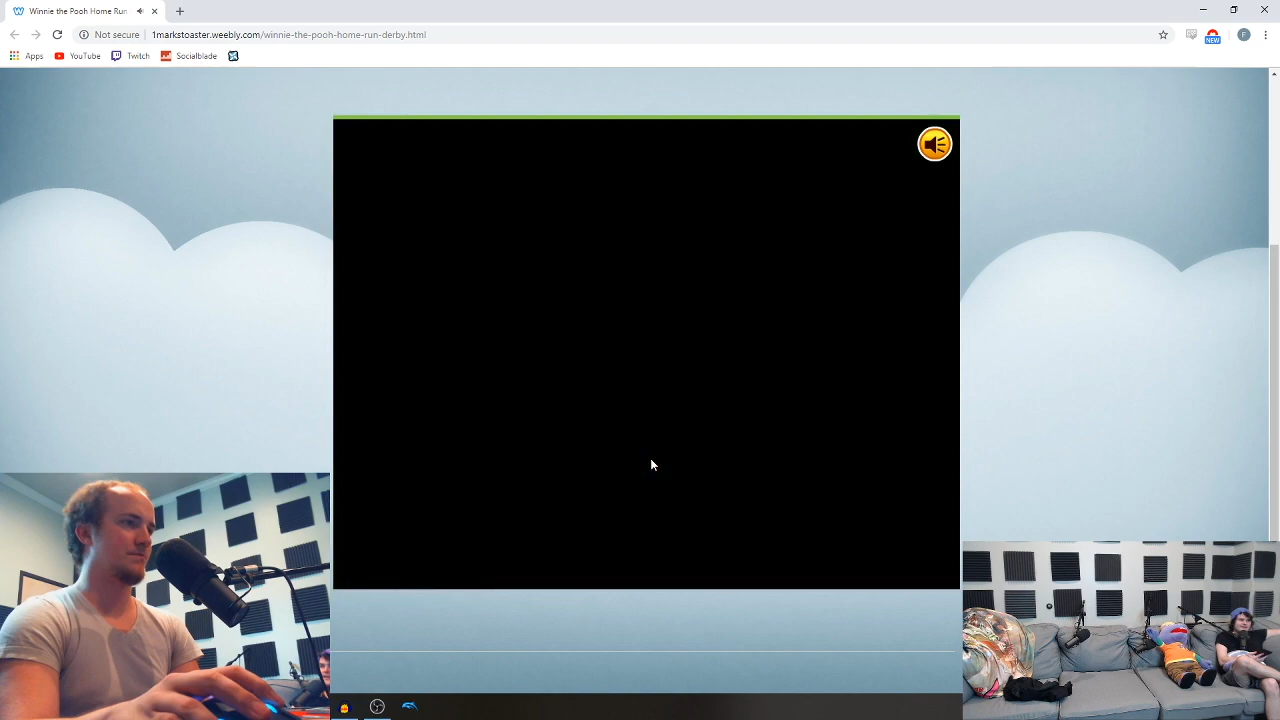 Winnie the Pooh Home Run
Not secure
1markstoaster.weebly.com/winnie-the-pooh-home-run-derby.html
NEW
F
Apps
YouTube
Twitch
Socialblade